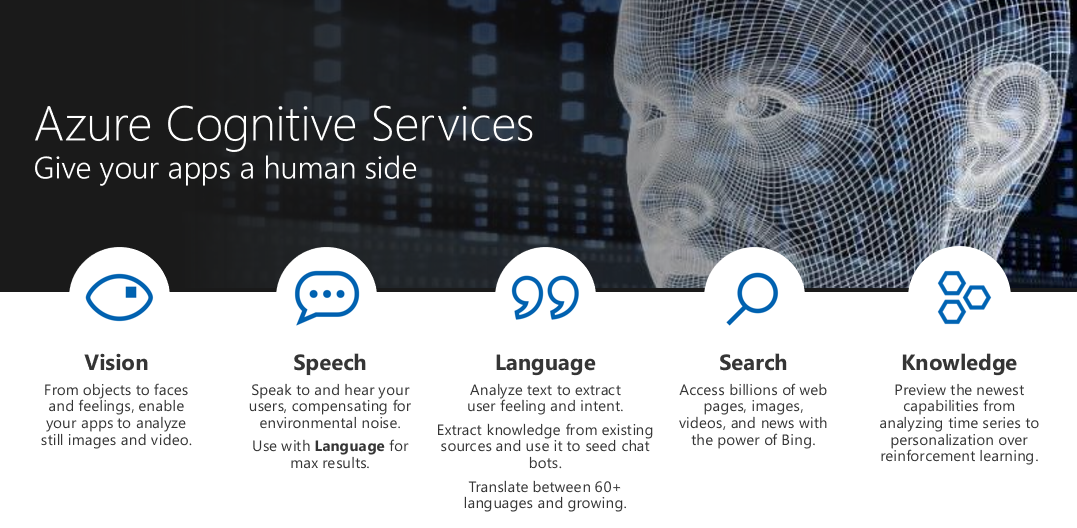 Azure Cognitive Services
Give your apps a human side
Vision
From objects to faces
and feelings, enable
your apps to analyze
still images and video.
Speech
Speak to and hear your
users, compensating for
environmental noise.
Use with Language for
max results.
Language
Analyze text to extract
user feeling and intent.
Extract knowledge from existing
sources and use it to seed chat
bots.
Translate between 60+
languages and growing.
Search
Access billions of web
pages, images,
videos, and news with
the power of Bing.
Knowledge
Preview the newest
capabilities from
analyzing time series to
personalization over
reinforcement learning.